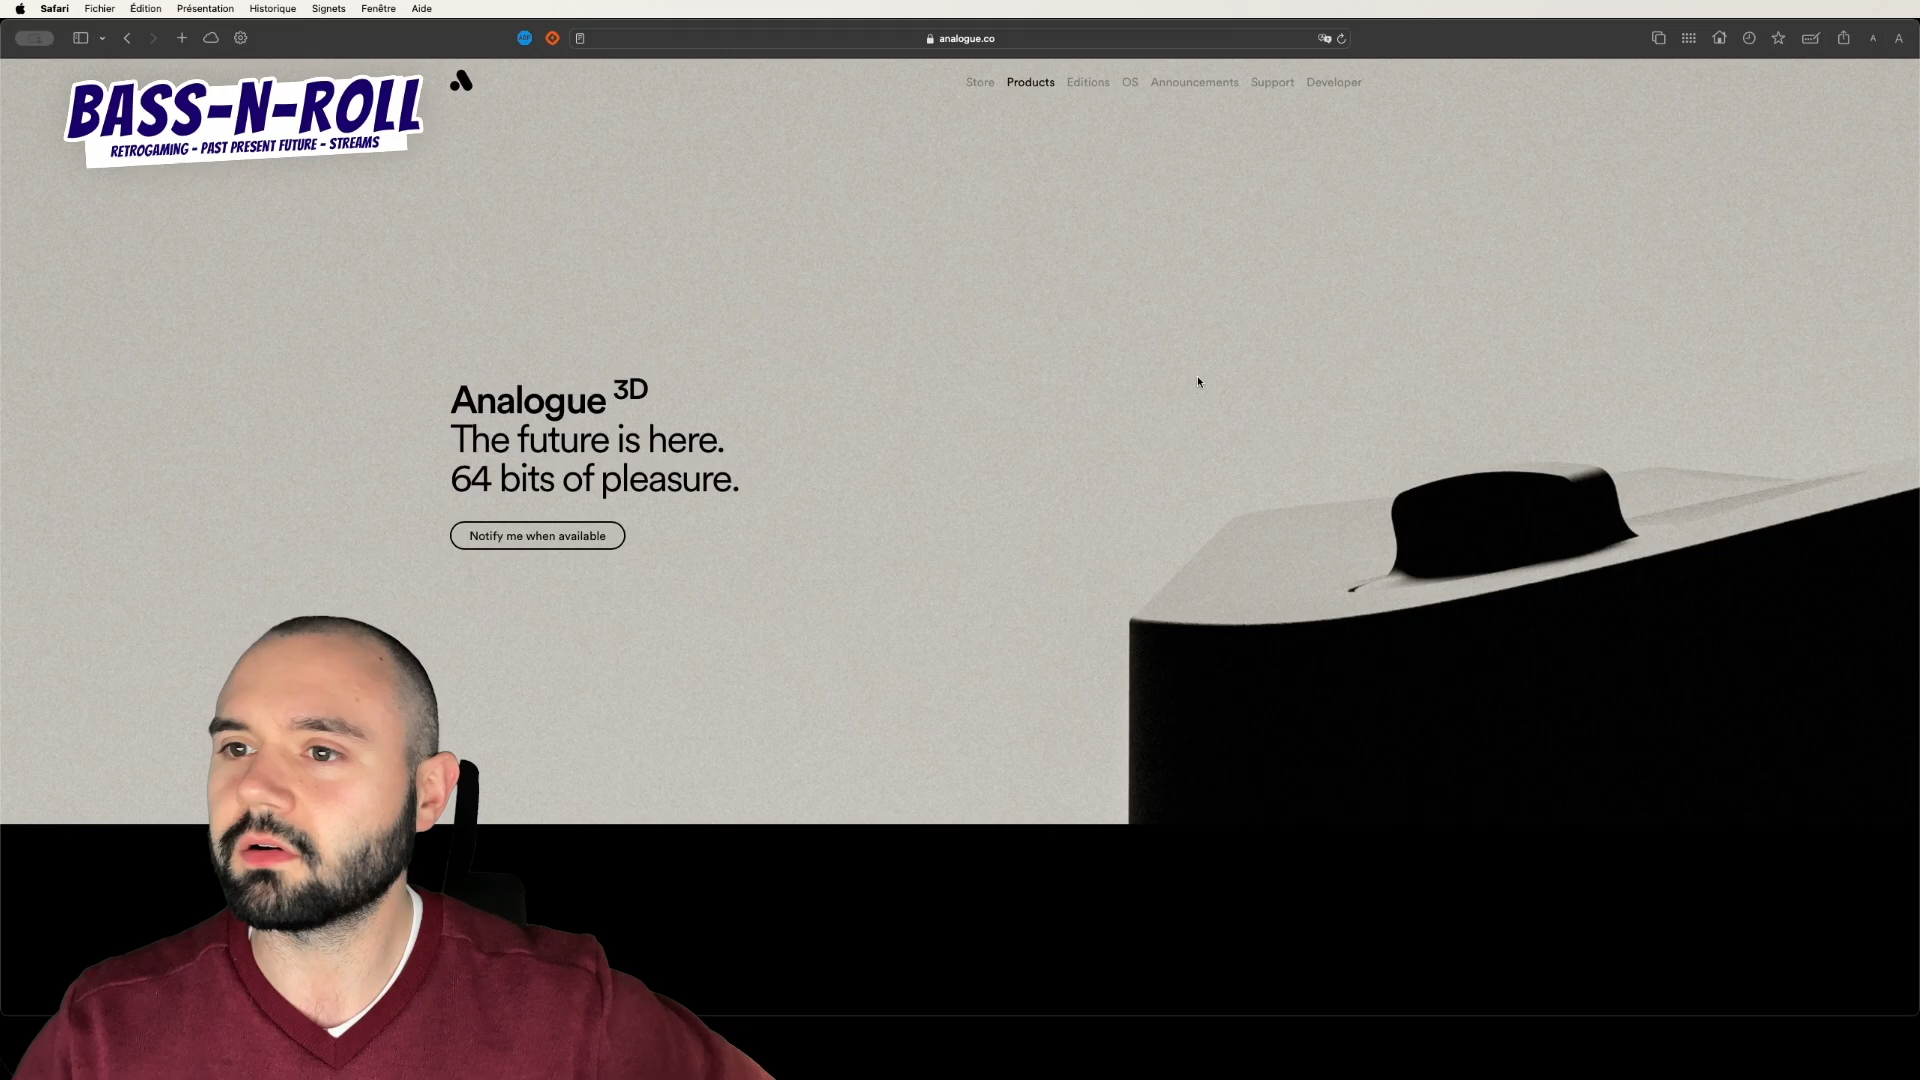 Safari Fichier Édition Présentation Historique Signets Fenêtre Aide
ABP analogue.co A A
BASS-N-ROLL
RETROGAMING - PAST PRESENT FUTURE - STREAMS
Store Products Editions OS Announcements Support Developer
Analogue 3D
The future is here.
64 bits of pleasure.
Notify me when available